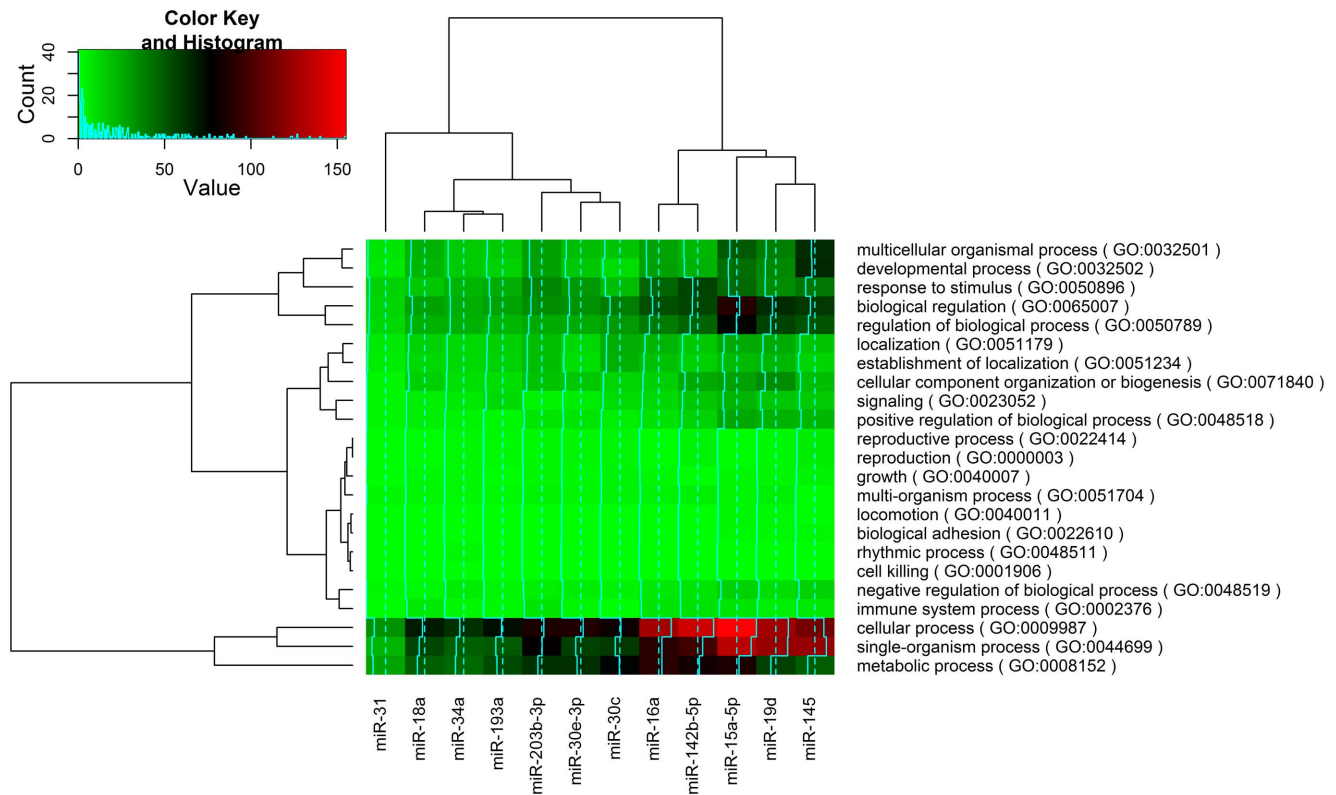 Color Key
and Histogram
Count
0
20
40
0
50
100
150
Value
multicellular organismal process ( GO:0032501 )
developmental process ( GO:0032502 )
response to stimulus ( GO:0050896 )
biological regulation ( GO:0065007 )
regulation of biological process ( GO:0050789 )
localization ( GO:0051179 )
establishment of localization ( GO:0051234 )
cellular component organization or biogenesis ( GO:0071840 )
signaling ( GO:0023052 )
positive regulation of biological process ( GO:0048518 )
reproductive process ( GO:0022414 )
reproduction ( GO:0000003 )
growth ( GO:0040007 )
multi-organism process ( GO:0051704 )
locomotion ( GO:0040011 )
biological adhesion ( GO:0022610 )
rhythmic process ( GO:0048511 )
cell killing ( GO:0001906 )
negative regulation of biological process ( GO:0048519 )
immune system process ( GO:0002376 )
cellular process ( GO:0009987 )
single-organism process ( GO:0044699 )
metabolic process ( GO:0008152 )
miR-31
miR-18a
miR-34a
miR-193a
miR-203b-3p
miR-30e-3p
miR-30c
miR-16a
miR-142b-5p
miR-15a-5p
miR-19d
miR-145